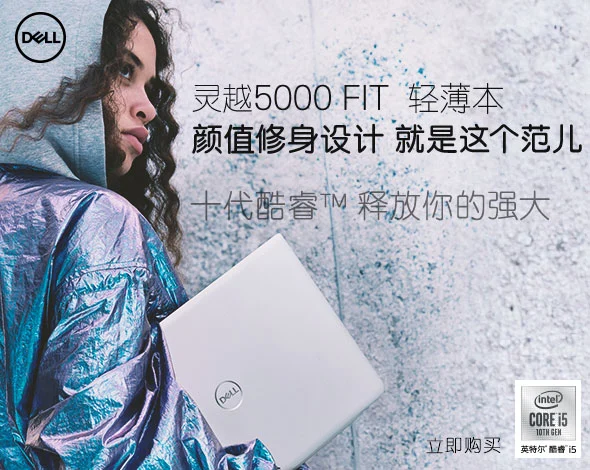 DELL
灵越5000 FIT 轻薄本
颜值修身设计 就是这个范儿
十代酷睿™ 释放你的强大
DELL
intel
CORE i5
10TH GEN
立即购买
英特尔® 酷睿™ i5